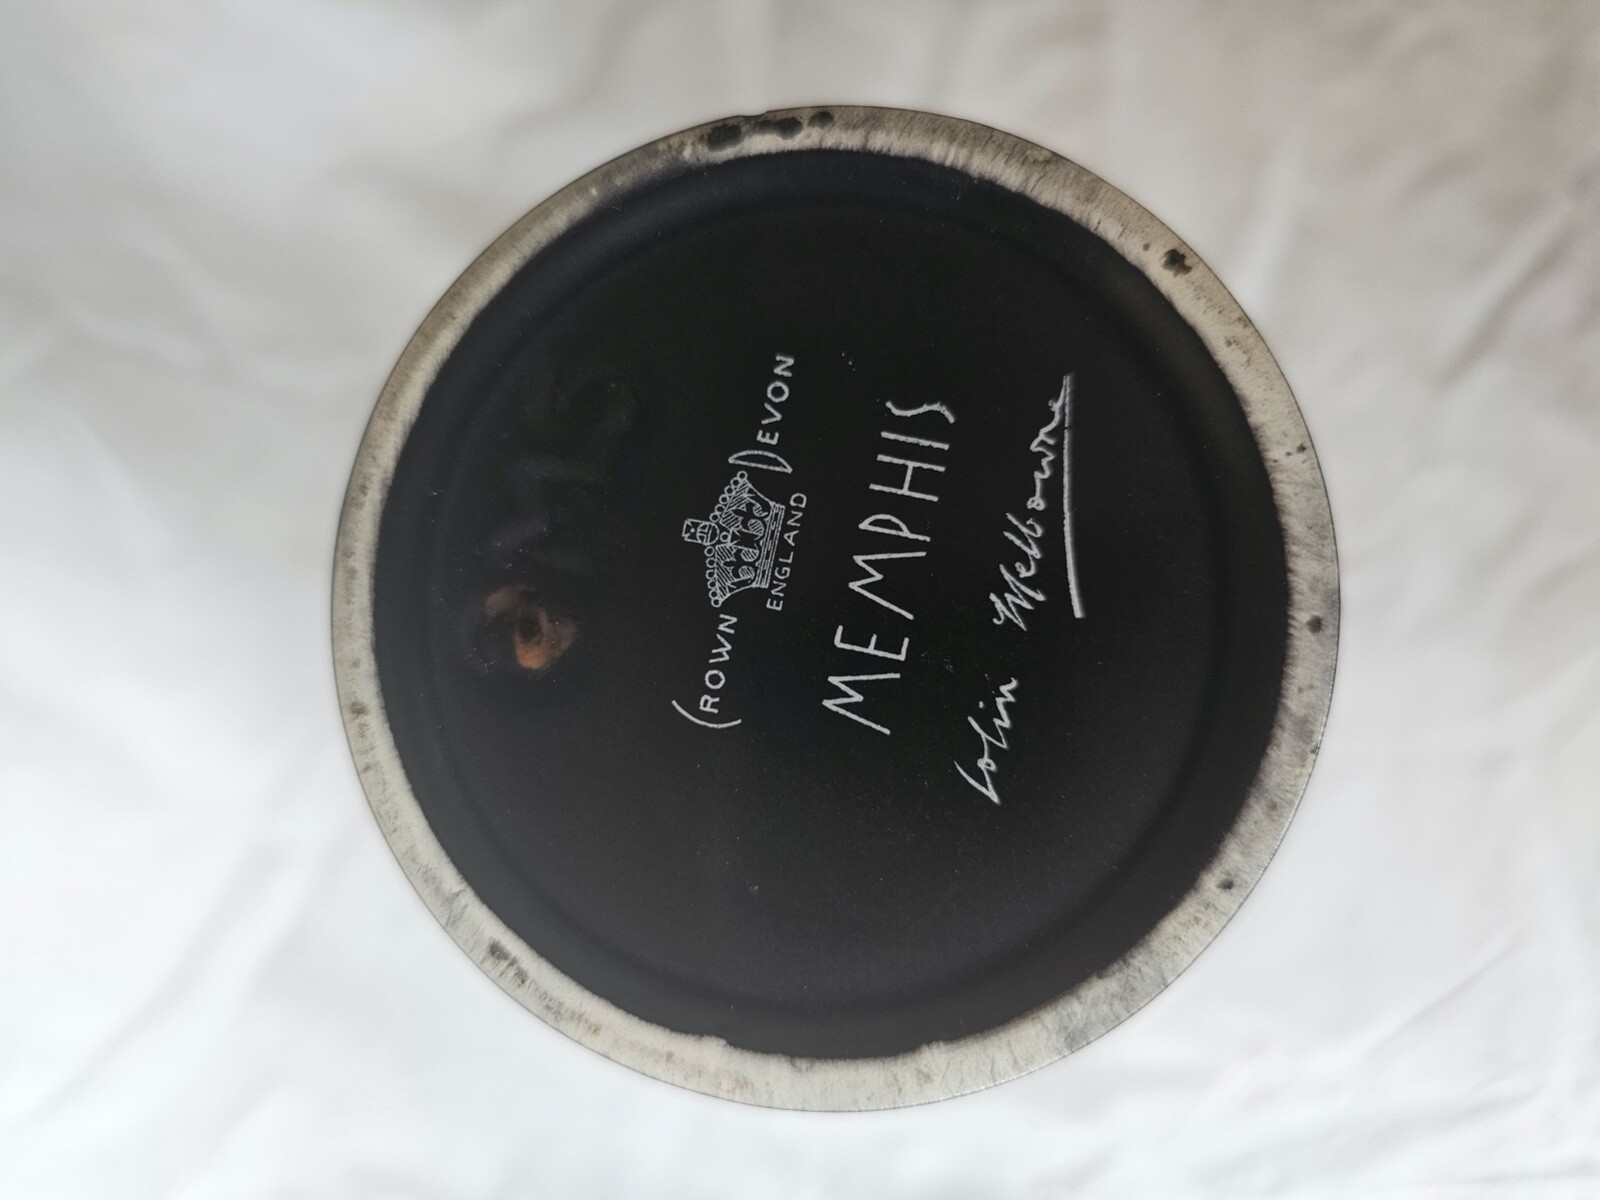 CROWN DEVON
ENGLAND
MEMPHIS
Colin Melbourne